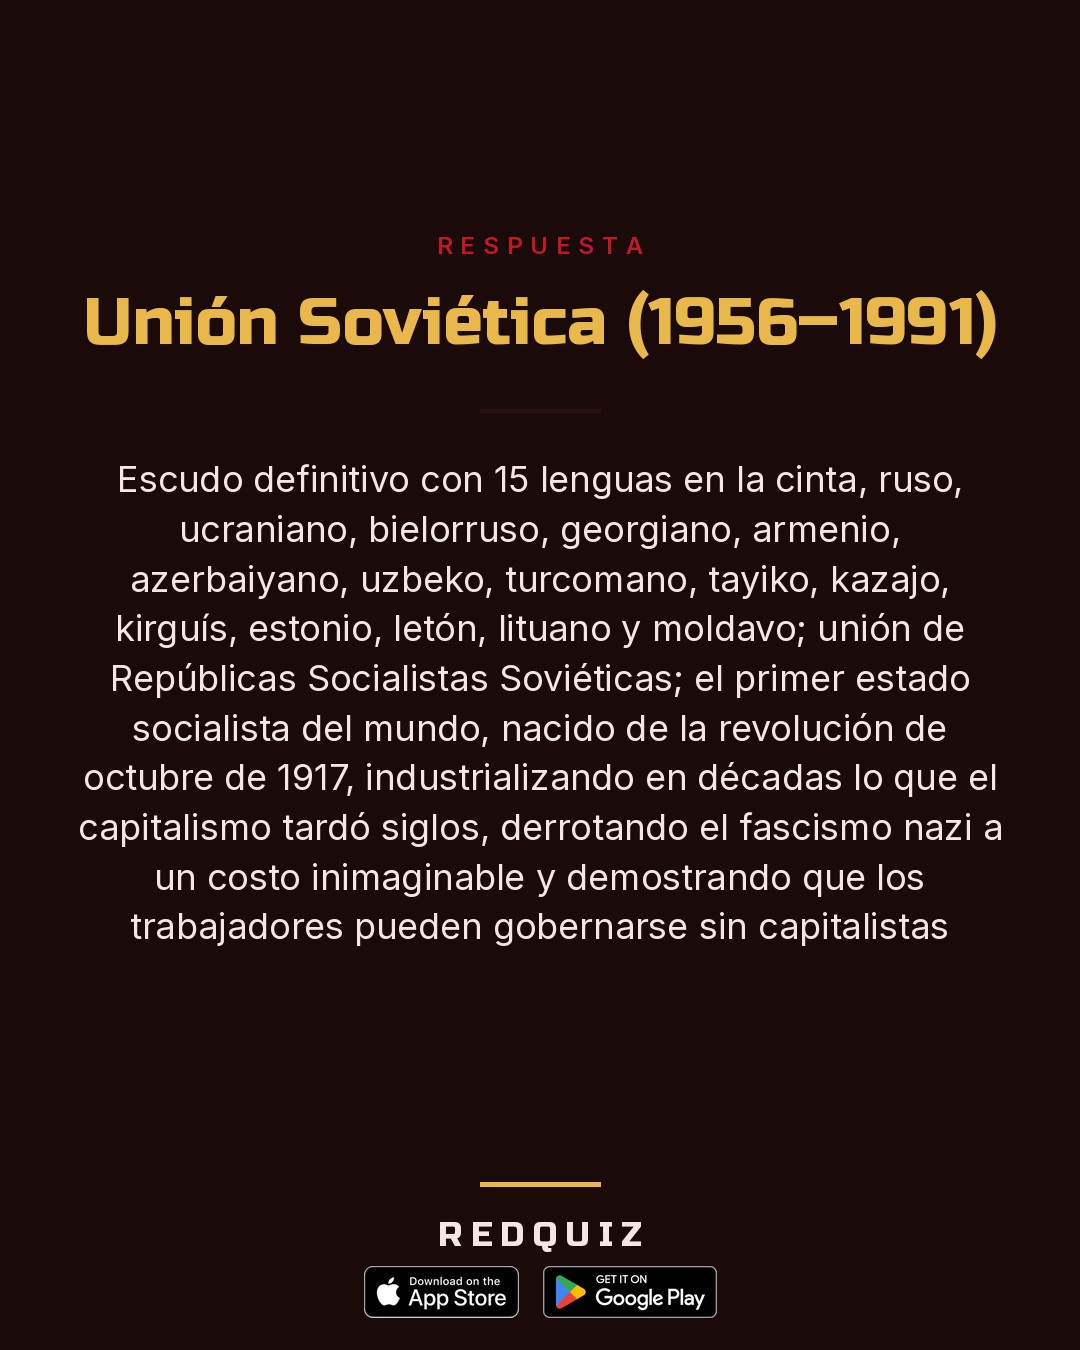 RESPUESTA
Unión Soviética (1956–1991)
Escudo definitivo con 15 lenguas en la cinta, ruso,
ucraniano, bielorruso, georgiano, armenio,
azerbaiyano, uzbeko, turcomano, tayiko, kazajo,
kirguís, estonio, letón, lituano y moldavo; unión de
Repúblicas Socialistas Soviéticas; el primer estado
socialista del mundo, nacido de la revolución de
octubre de 1917, industrializando en décadas lo que el
capitalismo tardó siglos, derrotando el fascismo nazi a
un costo inimaginable y demostrando que los
trabajadores pueden gobernarse sin capitalistas
REDQUIZ
Download on the
App Store
GET IT ON
Google Play